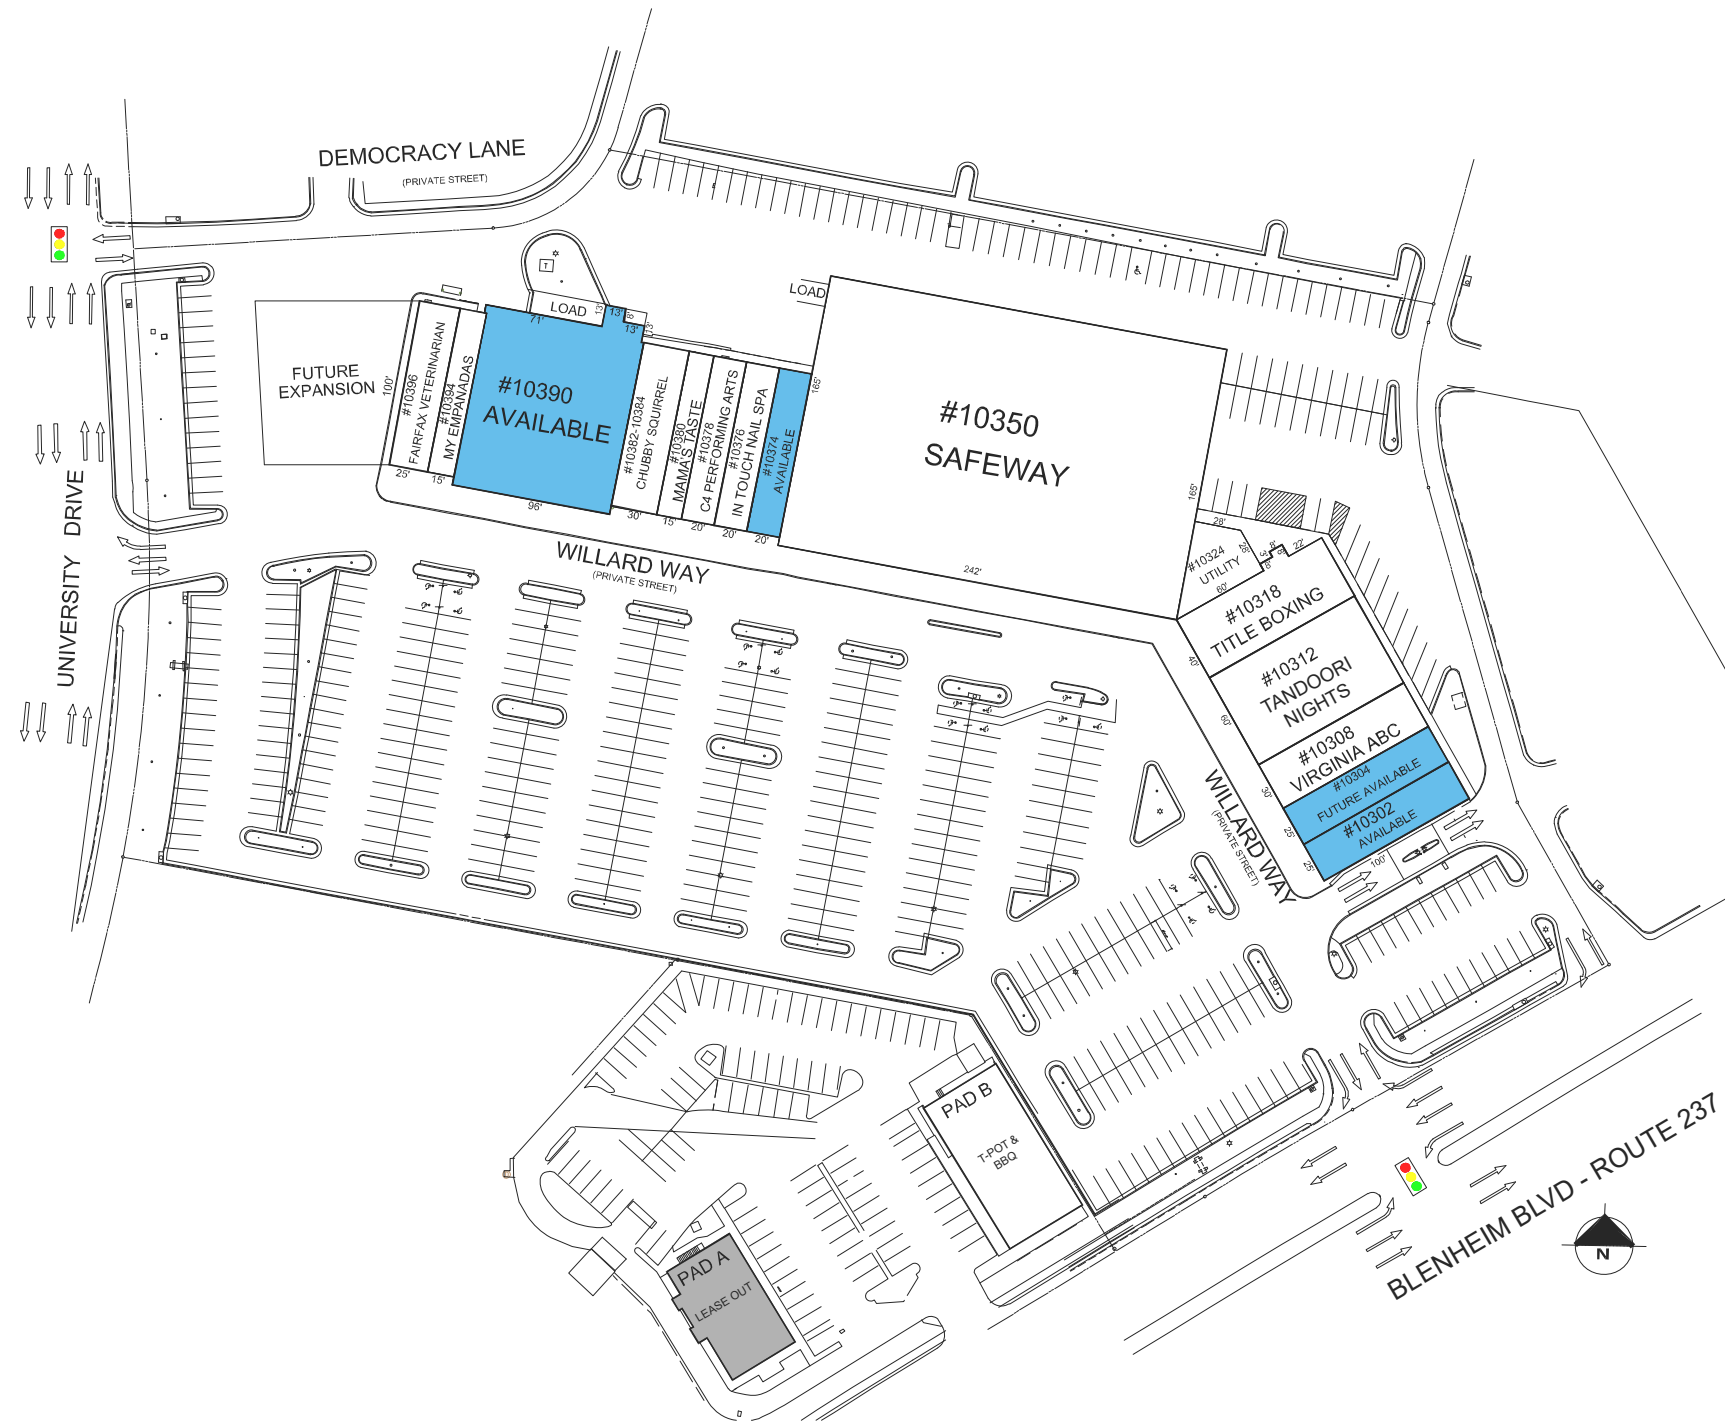 DEMOCRACY LANE
(PRIVATE STREET)
UNIVERSITY DRIVE
FUTURE
EXPANSION
T
LOAD
71'
13'
13'
8'
13'
13'
100'
#10396
FAIRFAX VETERINARIAN
#10394
MY EMPANADAS
#10390
AVAILABLE
#10382-10384
CHUBBY SQUIRREL
#10380
MAMA'S TASTE
#10378
C4 PERFORMING ARTS
#10376
IN TOUCH NAIL SPA
#10374
AVAILABLE
25'
15'
96'
30'
15'
20'
20'
20'
LOAD
165'
#10350
SAFEWAY
165'
242'
WILLARD WAY
(PRIVATE STREET)
28'
#10324
UTILITY
60'
22'
#10318
TITLE BOXING
#10312
TANDOORI
NIGHTS
#10308
VIRGINIA ABC
#10304
FUTURE AVAILABLE
#10302
AVAILABLE
40'
60'
30'
25'
25'
100'
WILLARD WAY
(PRIVATE STREET)
PAD B
T-POT &
BBQ
PAD A
LEASE OUT
BLENHEIM BLVD - ROUTE 237
N